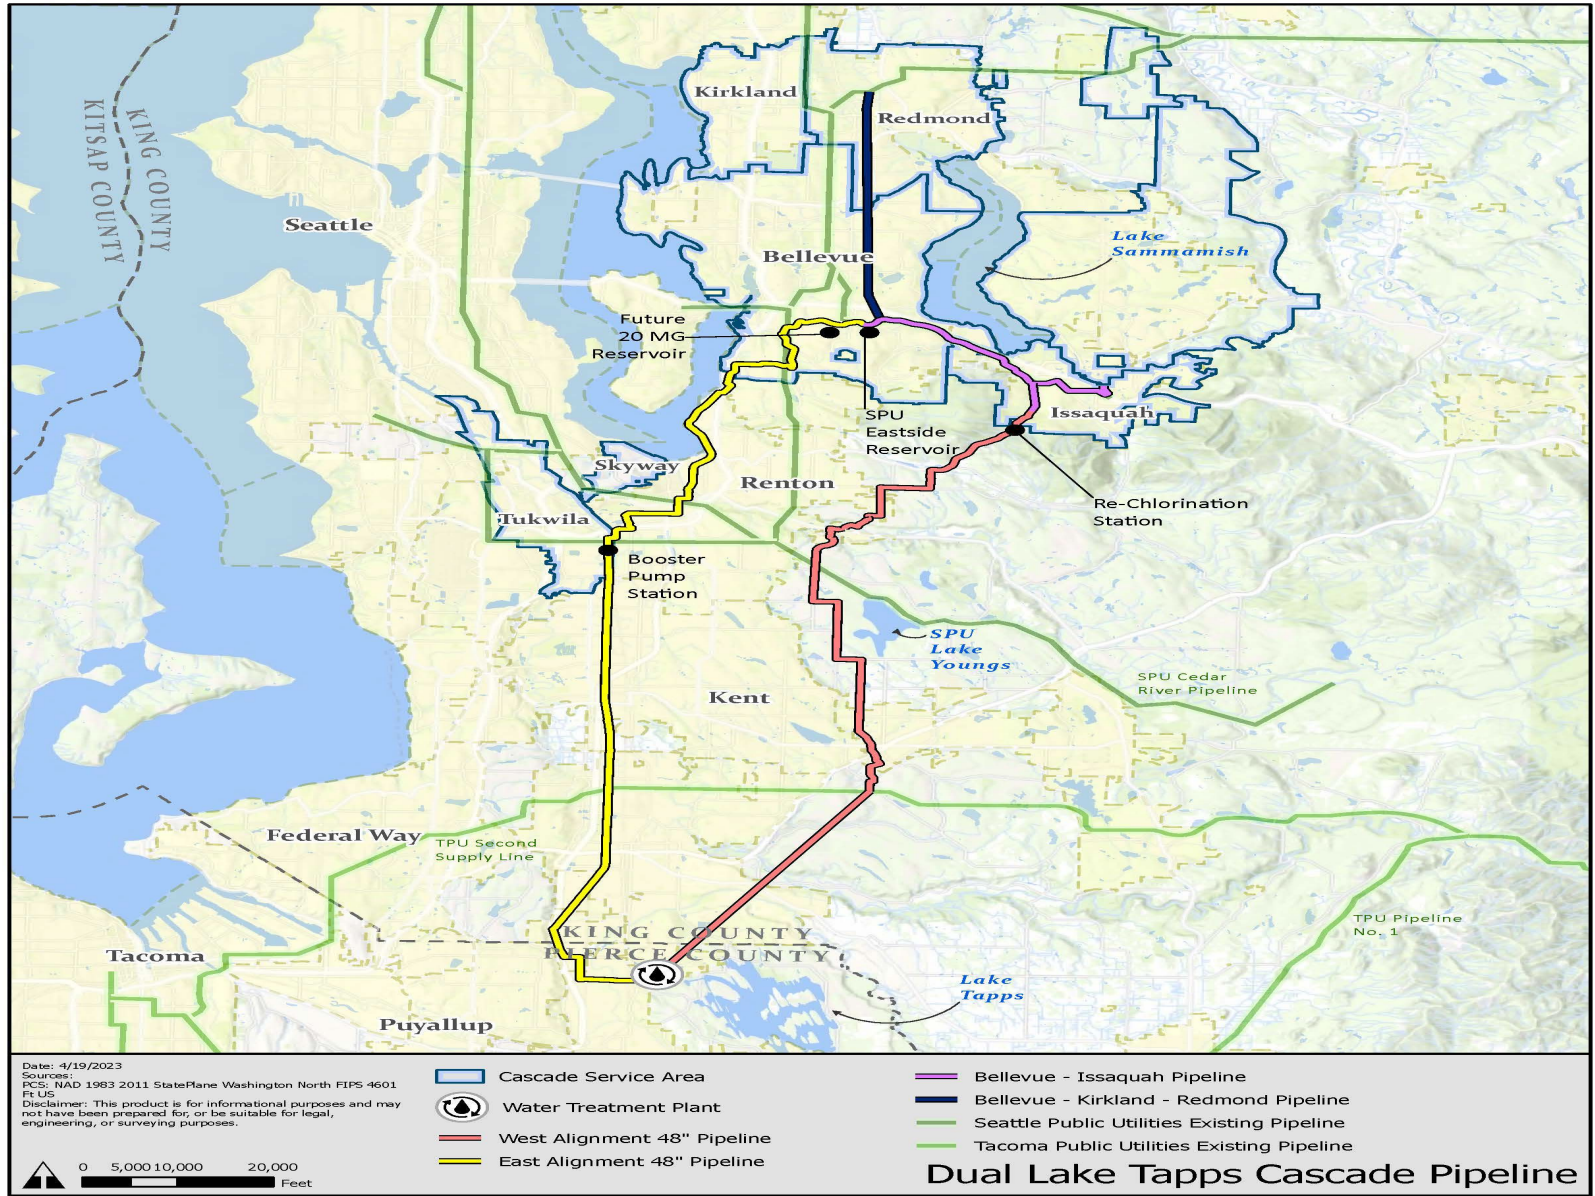 KITSAP COUNTY
KING COUNTY
Seattle
Kirkland
Redmond
Bellevue
Lake
Sammamish
Future
20 MG
Reservoir
SPU
Eastside
Reservoir
Issaquah
Skyway
Renton
Tukwila
Re-Chlorination
Station
Booster
Pump
Station
SPU
Lake
Youngs
SPU Cedar
River Pipeline
Kent
Federal Way
TPU Second
Supply Line
TPU Pipeline
No. 1
KING COUNTY
PIERCE COUNTY
Tacoma
Lake
Tapps
Puyallup
Date: 4/19/2023
Sources:
PCS: NAD 1983 2011 StatePlane Washington North FIPS 4601
Ft US
Disclaimer: This product is for informational purposes and may
not have been prepared for, or be suitable for legal,
engineering, or surveying purposes.
0 5,000 10,000 20,000
Feet
Cascade Service Area
Water Treatment Plant
West Alignment 48" Pipeline
East Alignment 48" Pipeline
Bellevue - Issaquah Pipeline
Bellevue - Kirkland - Redmond Pipeline
Seattle Public Utilities Existing Pipeline
Tacoma Public Utilities Existing Pipeline
Dual Lake Tapps Cascade Pipeline